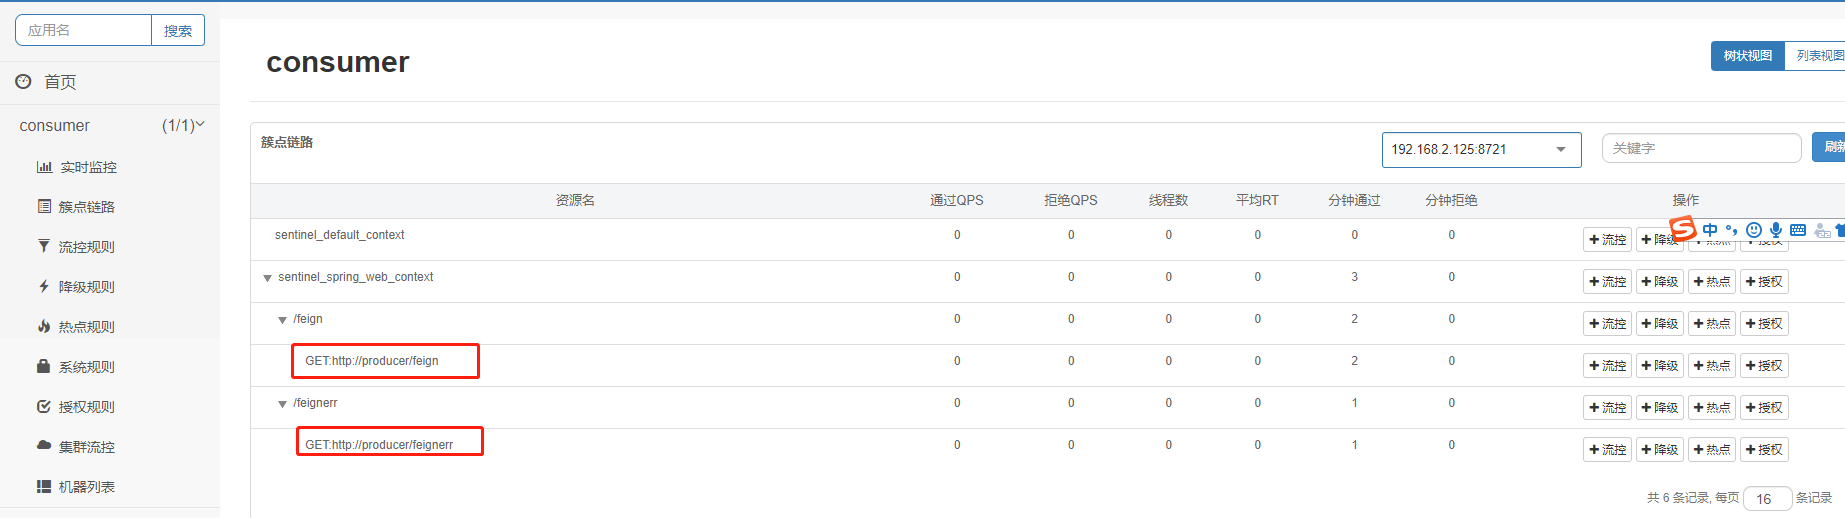 应用名 搜索
首页
consumer (1/1)
实时监控
簇点链路
流控规则
降级规则
热点规则
系统规则
授权规则
集群流控
机器列表
consumer
树状视图 列表视图
簇点链路 192.168.2.125:8721 关键字 刷新
资源名 通过QPS 拒绝QPS 线程数 平均RT 分钟通过 分钟拒绝 操作
sentinel_default_context 0 0 0 0 0 0 +流控 +降级
S 中
sentinel_spring_web_context 0 0 0 0 3 0 +流控 +降级 +热点 +授权
/feign 0 0 0 0 2 0 +流控 +降级 +热点 +授权
GET:http://producer/feign 0 0 0 0 2 0 +流控 +降级 +热点 +授权
/feignerr 0 0 0 0 1 0 +流控 +降级 +热点 +授权
GET:http://producer/feignerr 0 0 0 0 1 0 +流控 +降级 +热点 +授权
共 6 条记录, 每页 16 条记录